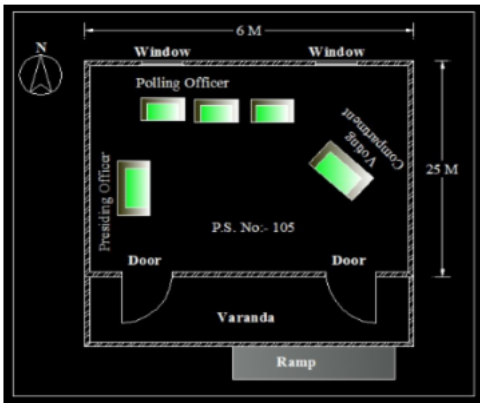 6 M
N
Window
Window
Polling Officer
Voting
Compartment
25 M
Presiding Officer
P.S. No:- 105
Door
Door
Varanda
Ramp